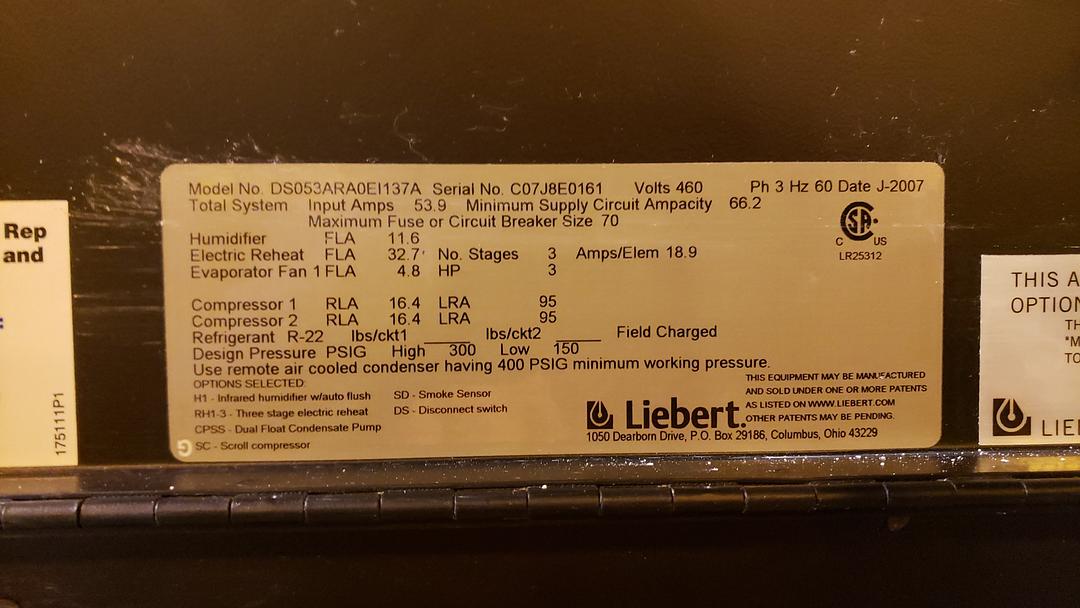 Rep
and
175111P1
Model No. DS053ARA0EI137A Serial No. C07J8E0161 Volts 460 Ph 3 Hz 60 Date J-2007
Total System Input Amps 53.9 Minimum Supply Circuit Ampacity 66.2
Maximum Fuse or Circuit Breaker Size 70
Humidifier FLA 11.6
Electric Reheat FLA 32.7 No. Stages 3 Amps/Elem 18.9
Evaporator Fan 1 FLA 4.8 HP 3
Compressor 1 RLA 16.4 LRA 95
Compressor 2 RLA 16.4 LRA 95
Refrigerant R-22 lbs/ckt1 ____ lbs/ckt2 ____ Field Charged
Design Pressure PSIG High 300 Low 150
Use remote air cooled condenser having 400 PSIG minimum working pressure.
OPTIONS SELECTED:
H1 - Infrared humidifier w/auto flush SD - Smoke Sensor
RH1-3 - Three stage electric reheat DS - Disconnect switch
CPSS - Dual Float Condensate Pump
SC - Scroll compressor
SA
C US
LR25312
THIS EQUIPMENT MAY BE MANUFACTURED
AND SOLD UNDER ONE OR MORE PATENTS
AS LISTED ON WWW.LIEBERT.COM
OTHER PATENTS MAY BE PENDING.
Liebert.
1050 Dearborn Drive, P.O. Box 29186, Columbus, Ohio 43229
THIS A
OPTION
TH
"M
TO
LIE